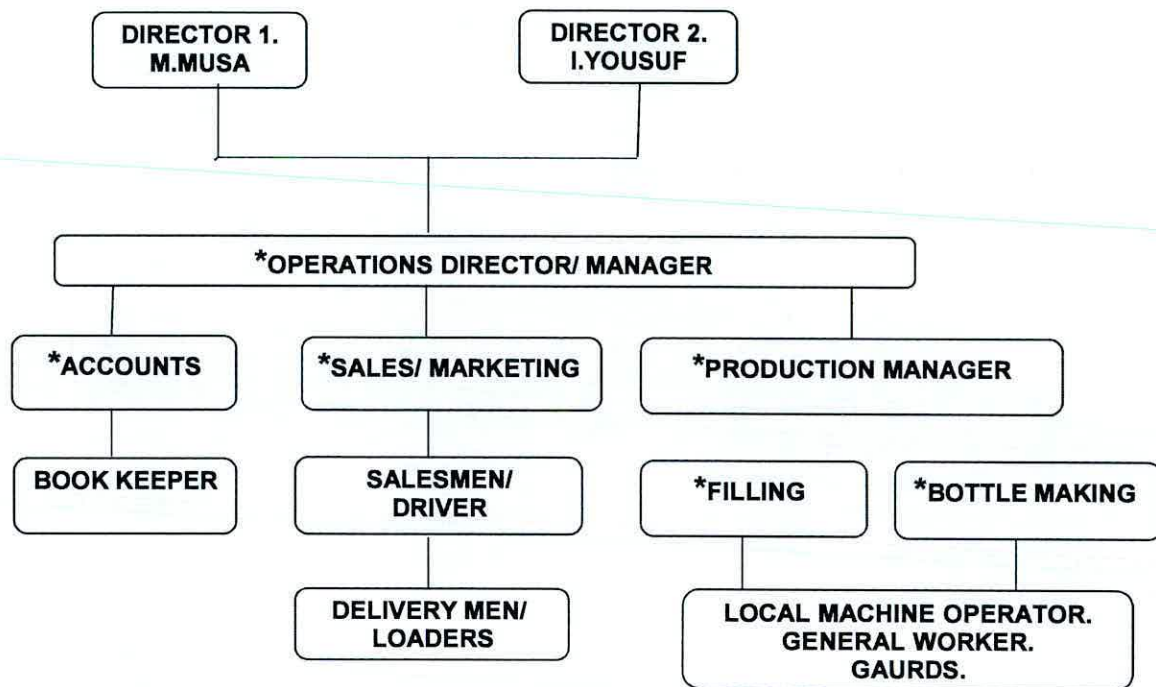 DIRECTOR 1.
M.MUSA
DIRECTOR 2.
I.YOUSUF
*OPERATIONS DIRECTOR/ MANAGER
*ACCOUNTS
*SALES/ MARKETING
*PRODUCTION MANAGER
BOOK KEEPER
SALESMEN/
DRIVER
*FILLING
*BOTTLE MAKING
DELIVERY MEN/
LOADERS
LOCAL MACHINE OPERATOR.
GENERAL WORKER.
GAURDS.